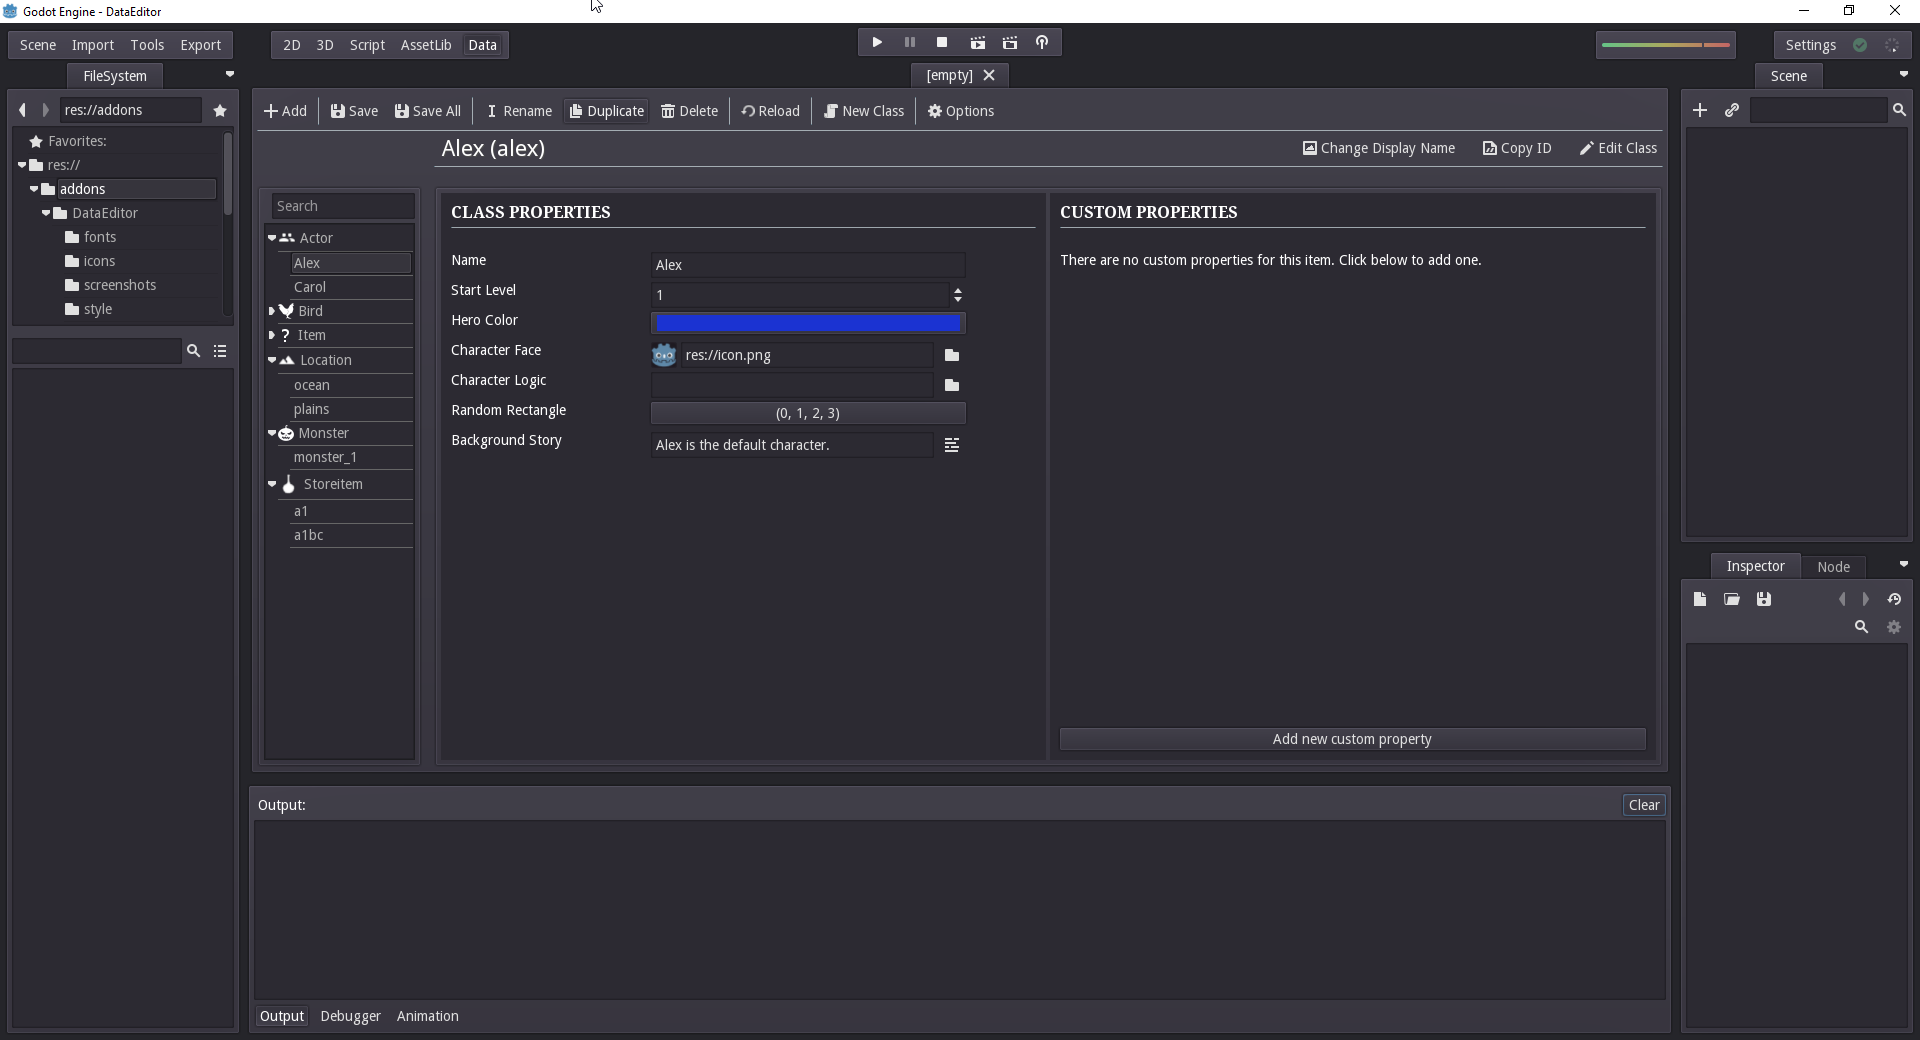 Godot Engine - DataEditor
Scene Import Tools Export
2D 3D Script AssetLib Data
Settings
FileSystem
[empty]
Scene
res://addons
Add Save Save All Rename Duplicate Delete Reload New Class Options
Favorites:
res://
addons
DataEditor
fonts
icons
screenshots
style
Alex (alex)
Change Display Name Copy ID Edit Class
Search
Actor
Alex
Carol
Bird
Item
Location
ocean
plains
Monster
monster_1
Storeitem
a1
a1bc
CLASS PROPERTIES
Name Alex
Start Level 1
Hero Color
Character Face res://icon.png
Character Logic
Random Rectangle (0, 1, 2, 3)
Background Story Alex is the default character.
CUSTOM PROPERTIES
There are no custom properties for this item. Click below to add one.
Add new custom property
Inspector Node
Output:
Clear
Output Debugger Animation